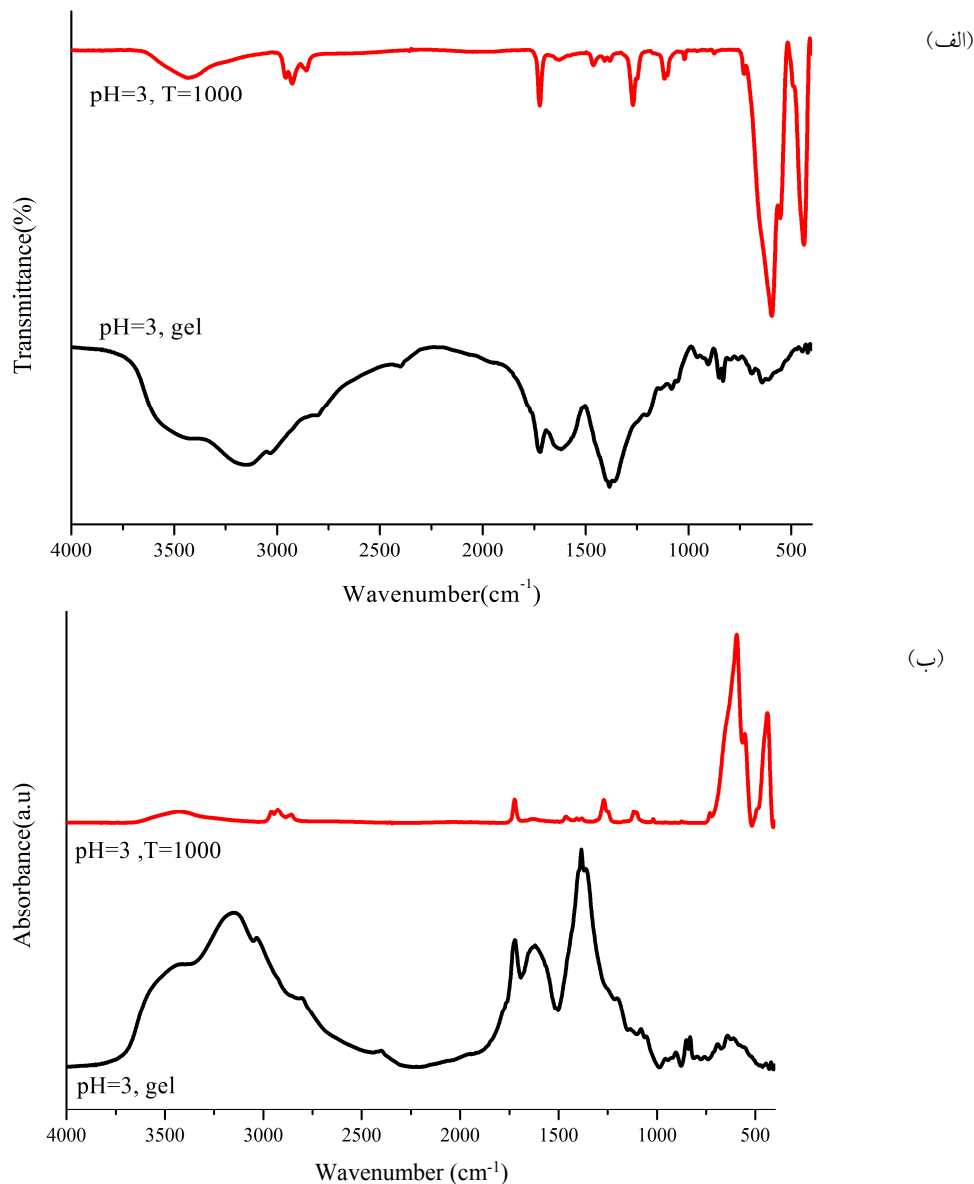 (الف)
pH=3, T=1000
pH=3, gel
Transmittance(%)
4000 3500 3000 2500 2000 1500 1000 500
Wavenumber(cm⁻¹)
(ب)
pH=3 ,T=1000
pH=3, gel
Absorbance(a.u)
4000 3500 3000 2500 2000 1500 1000 500
Wavenumber (cm⁻¹)